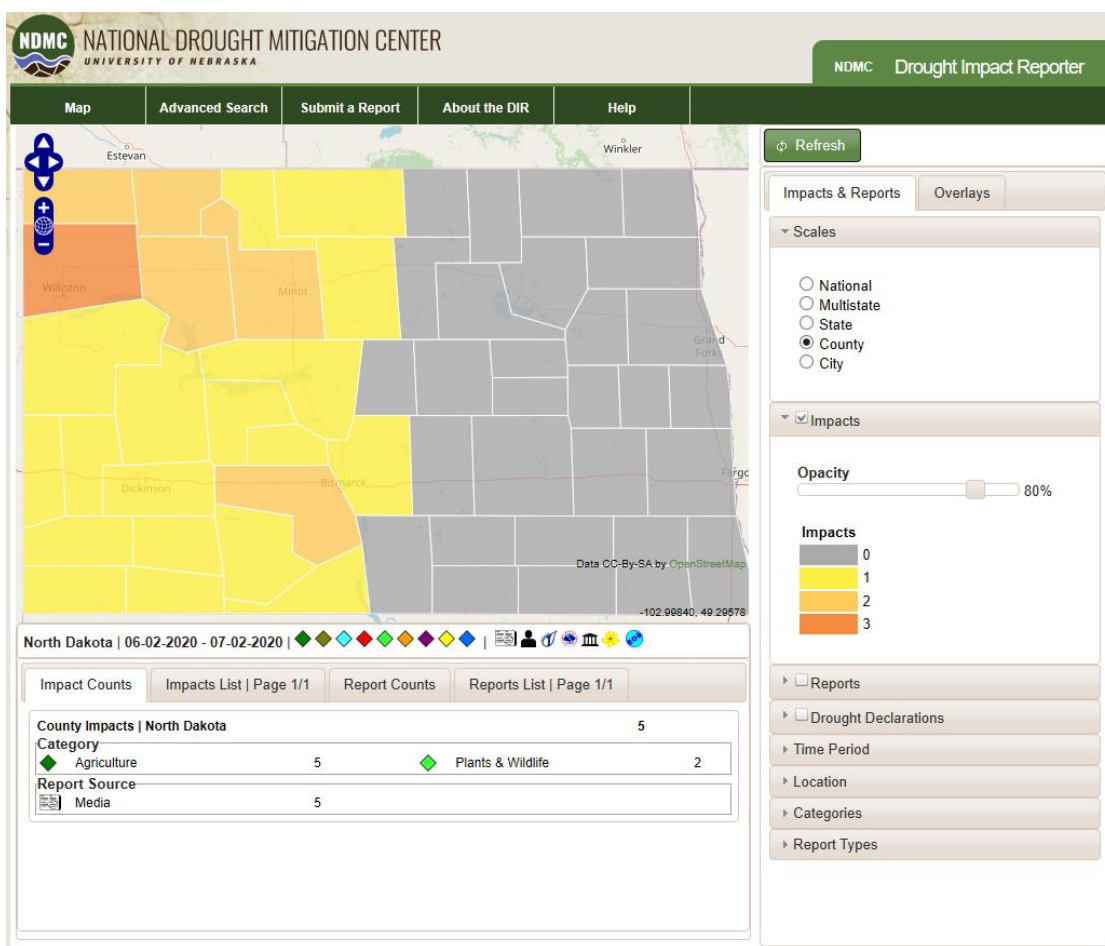 NDMC
NATIONAL DROUGHT MITIGATION CENTER
UNIVERSITY OF NEBRASKA
NDMC Drought Impact Reporter
Map Advanced Search Submit a Report About the DIR Help
Estevan
Winkler
Williston
Minot
Grand
Forks
Dickinson
Bismarck
Fargo
Data CC-By-SA by OpenStreetMap
-102.99840, 49.29578
Refresh
Impacts & Reports Overlays
Scales
National
Multistate
State
County
City
Impacts
Opacity
80%
Impacts
0
1
2
3
Reports
Drought Declarations
Time Period
Location
Categories
Report Types
North Dakota | 06-02-2020 - 07-02-2020 | |
Impact Counts Impacts List | Page 1/1 Report Counts Reports List | Page 1/1
County Impacts | North Dakota 5
Category
Agriculture 5 Plants & Wildlife 2
Report Source
Media 5